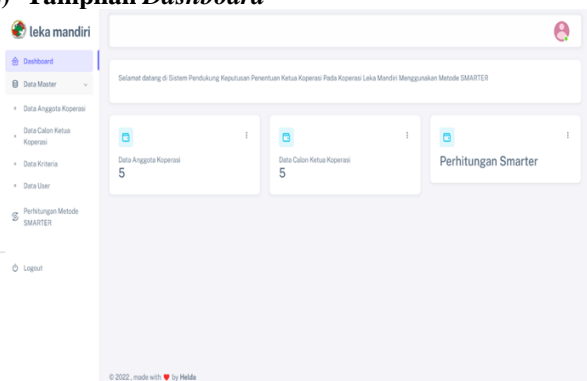 Tampilan Dashboard
leka mandiri
Dashboard
Data Master
Data Anggota Koperasi
Data Calon Ketua
Koperasi
Data Kriteria
Data User
Perhitungan Metode
SMARTER
Logout
Selamat datang di Sistem Pendukung Keputusan Penentuan Ketua Koperasi Pada Koperasi Leka Mandiri Menggunakan Metode SMARTER
Data Anggota Koperasi
5
Data Calon Ketua Koperasi
5
Perhitungan Smarter
© 2022 , made with ❤ by Helda